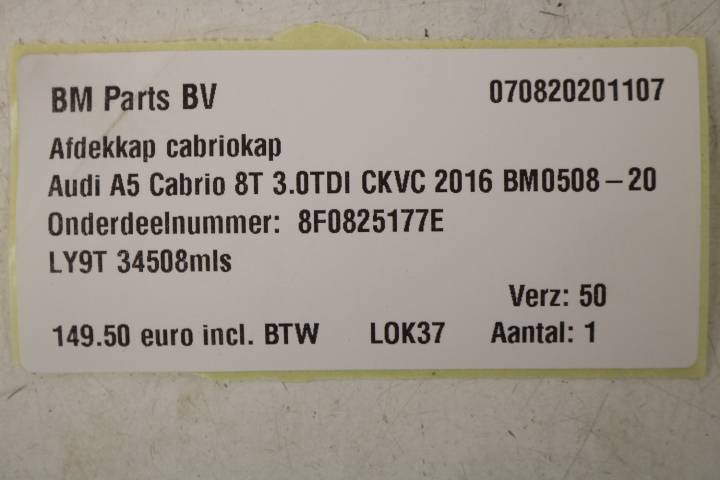 BM Parts BV 070820201107
Afdekkap cabriokap
Audi A5 Cabrio 8T 3.0TDI CKVC 2016 BM0508-20
Onderdeelnummer: 8F0825177E
LY9T 34508mls
Verz: 50
149.50 euro incl. BTW LOK37 Aantal: 1